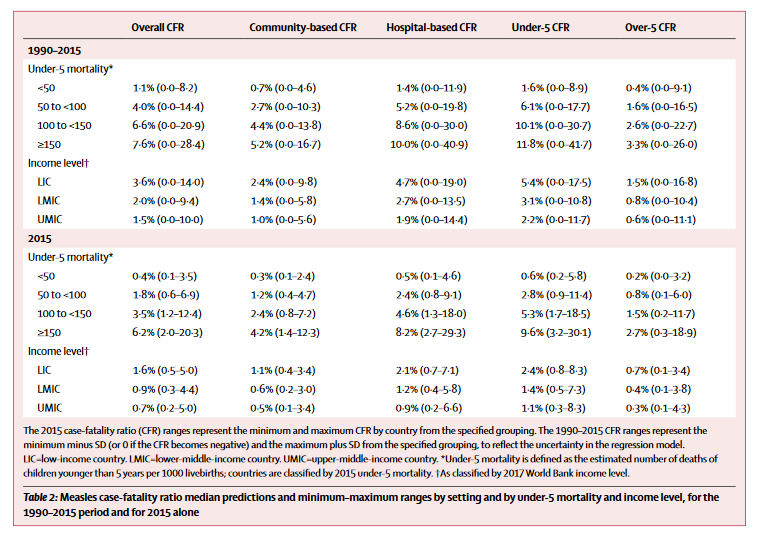 Overall CFR Community-based CFR Hospital-based CFR Under-5 CFR Over-5 CFR
1990–2015
Under-5 mortality*
<50 1·1% (0·0–8·2) 0·7% (0·0–4·6) 1·4% (0·0–11·9) 1·6% (0·0–8·9) 0·4% (0·0–9·1)
50 to <100 4·0% (0·0–14·4) 2·7% (0·0–10·3) 5·2% (0·0–19·8) 6·1% (0·0–17·7) 1·6% (0·0–16·5)
100 to <150 6·6% (0·0–20·9) 4·4% (0·0–13·8) 8·6% (0·0–30·0) 10·1% (0·0–30·7) 2·6% (0·0–22·7)
≥150 7·6% (0·0–28·4) 5·2% (0·0–16·7) 10·0% (0·0–40·9) 11·8% (0·0–41·7) 3·3% (0·0–26·0)
Income level†
LIC 3·6% (0·0–14·0) 2·4% (0·0–9·8) 4·7% (0·0–19·0) 5·4% (0·0–17·5) 1·5% (0·0–16·8)
LMIC 2·0% (0·0–9·4) 1·4% (0·0–5·8) 2·7% (0·0–13·5) 3·1% (0·0–10·8) 0·8% (0·0–10·4)
UMIC 1·5% (0·0–10·0) 1·0% (0·0–5·6) 1·9% (0·0–14·4) 2·2% (0·0–11·7) 0·6% (0·0–11·1)
2015
Under-5 mortality*
<50 0·4% (0·1–3·5) 0·3% (0·1–2·4) 0·5% (0·1–4·6) 0·6% (0·2–5·8) 0·2% (0·0–3·2)
50 to <100 1·8% (0·6–6·9) 1·2% (0·4–4·7) 2·4% (0·8–9·1) 2·8% (0·9–11·4) 0·8% (0·1–6·0)
100 to <150 3·5% (1·2–12·4) 2·4% (0·8–7·2) 4·6% (1·3–18·0) 5·3% (1·7–18·5) 1·5% (0·2–11·7)
≥150 6·2% (2·0–20·3) 4·2% (1·4–12·3) 8·2% (2·7–29·3) 9·6% (3·2–30·1) 2·7% (0·3–18·9)
Income level†
LIC 1·6% (0·5–5·0) 1·1% (0·4–3·4) 2·1% (0·7–7·1) 2·4% (0·8–8·3) 0·7% (0·1–3·4)
LMIC 0·9% (0·3–4·4) 0·6% (0·2–3·0) 1·2% (0·4–5·8) 1·4% (0·5–7·3) 0·4% (0·1–3·8)
UMIC 0·7% (0·2–5·0) 0·5% (0·1–3·4) 0·9% (0·2–6·6) 1·1% (0·3–8·3) 0·3% (0·1–4·3)
The 2015 case-fatality ratio (CFR) ranges represent the minimum and maximum CFR by country from the specified grouping. The 1990–2015 CFR ranges represent the
minimum minus SD (or 0 if the CFR becomes negative) and the maximum plus SD from the specified grouping, to reflect the uncertainty in the regression model.
LIC=low-income country. LMIC=lower-middle-income country. UMIC=upper-middle-income country. *Under-5 mortality is defined as the estimated number of deaths of
children younger than 5 years per 1000 livebirths; countries are classified by 2015 under-5 mortality. †As classified by 2017 World Bank income level.
Table 2: Measles case-fatality ratio median predictions and minimum–maximum ranges by setting and by under-5 mortality and income level, for the
1990–2015 period and for 2015 alone